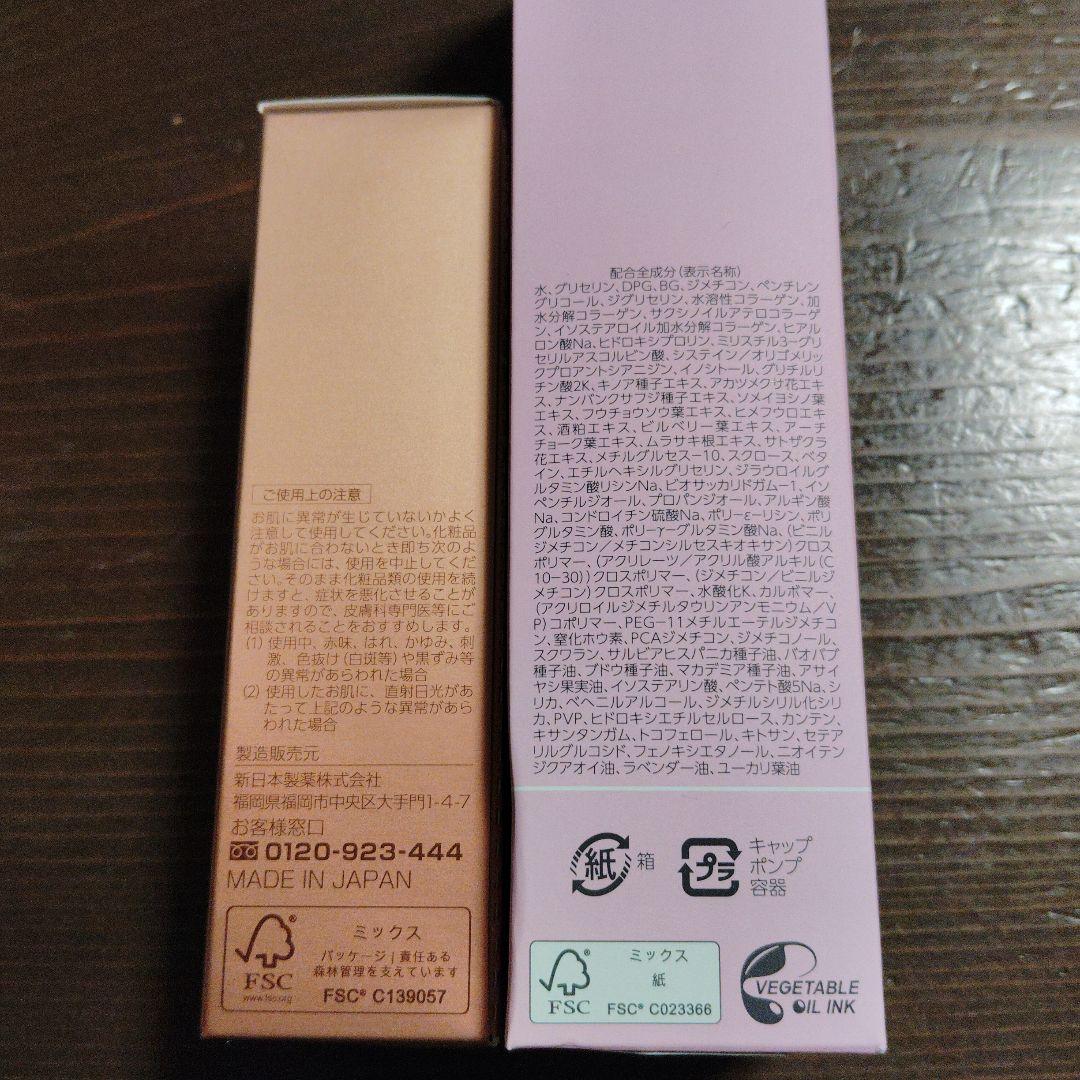 ご使用上の注意
お肌に異常が生じていないかよく
注意して使用してください。化粧品
がお肌に合わないとき即ち次のよう
な場合には、使用を中止してくだ
さい。そのまま化粧品類の使用を続
けますと、症状を悪化させることが
ありますので、皮膚科専門医等にご
相談されることをおすすめします。
(1) 使用中、赤味、はれ、かゆみ、刺
激、色抜け(白斑等)や黒ずみ等
の異常があらわれた場合
(2) 使用したお肌に、直射日光があ
たって上記のような異常があら
われた場合
製造販売元
新日本製薬株式会社
福岡県福岡市中央区大手門1-4-7
お客様窓口
0120-923-444
MADE IN JAPAN
FSC®
www.fsc.org
ミックス
パッケージ|責任ある
森林管理を支えています
FSC® C139057
配合全成分(表示名称)
水、グリセリン、DPG、BG、ジメチコン、ペンチレン
グリコール、ジグリセリン、水溶性コラーゲン、加
水分解コラーゲン、サクシノイルアテロコラーゲ
ン、イソステアロイル加水分解コラーゲン、ヒアル
ロン酸Na、ヒドロキシプロリン、ミリスチル3-グリ
セリルアスコルビン酸、システイン/オリゴメリッ
クプロアントシアニジン、イノシトール、グリチルリ
チン酸2K、キノア種子エキス、アカツメクサ花エキ
ス、ナンバンクサフジ種子エキス、ソメイヨシノ葉
エキス、フウチョウソウ葉エキス、ヒメフウロエキ
ス、酒粕エキス、ビルベリー葉エキス、アーチ
チョーク葉エキス、ムラサキ根エキス、サトザクラ
花エキス、メチルグルセス-10、スクロース、ベタ
イン、エチルヘキシルグリセリン、ジラウロイルグ
ルタミン酸リシンNa、ビオサッカリドガム-1、イソ
ペンチルジオール、プロパンジオール、アルギン酸
Na、コンドロイチン硫酸Na、ポリ-ε-リシン、ポリ
グルタミン酸、ポリ-γ-グルタミン酸Na、(ビニル
ジメチコン/メチコンシルセスキオキサン)クロス
ポリマー、(アクリレーツ/アクリル酸アルキル(C
10-30))クロスポリマー、(ジメチコン/ビニルジ
メチコン)クロスポリマー、水酸化K、カルボマー、
(アクリロイルジメチルタウリンアンモニウム/V
P)コポリマー、PEG-11メチルエーテルジメチコ
ン、窒化ホウ素、PCAジメチコン、ジメチコノール、
スクワラン、サルビアヒスパニカ種子油、バオバブ
種子油、ブドウ種子油、マカデミア種子油、アサイ
ヤシ果実油、イソステアリン酸、ペンテト酸5Na、シ
リカ、ベヘニルアルコール、ジメチルシリル化シリ
カ、PVP、ヒドロキシエチルセルロース、カンテン、
キサンタンガム、トコフェロール、キトサン、セテア
リルグルコシド、フェノキシエタノール、ニオイテン
ジクアオイ油、ラベンダー油、ユーカリ葉油
紙 箱
プラ
キャップ
ポンプ
容器
FSC®
ミックス
紙
FSC® C023366
VEGETABLE
OIL INK